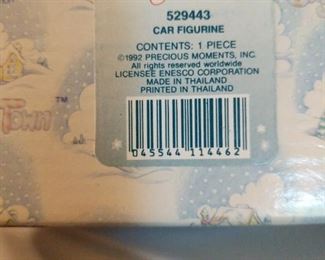 529443
CAR FIGURINE
CONTENTS: 1 PIECE
©1992 PRECIOUS MOMENTS, INC.
All rights reserved worldwide
LICENSEE ENESCO CORPORATION
MADE IN THAILAND
PRINTED IN THAILAND
TOWN™
045544 114462